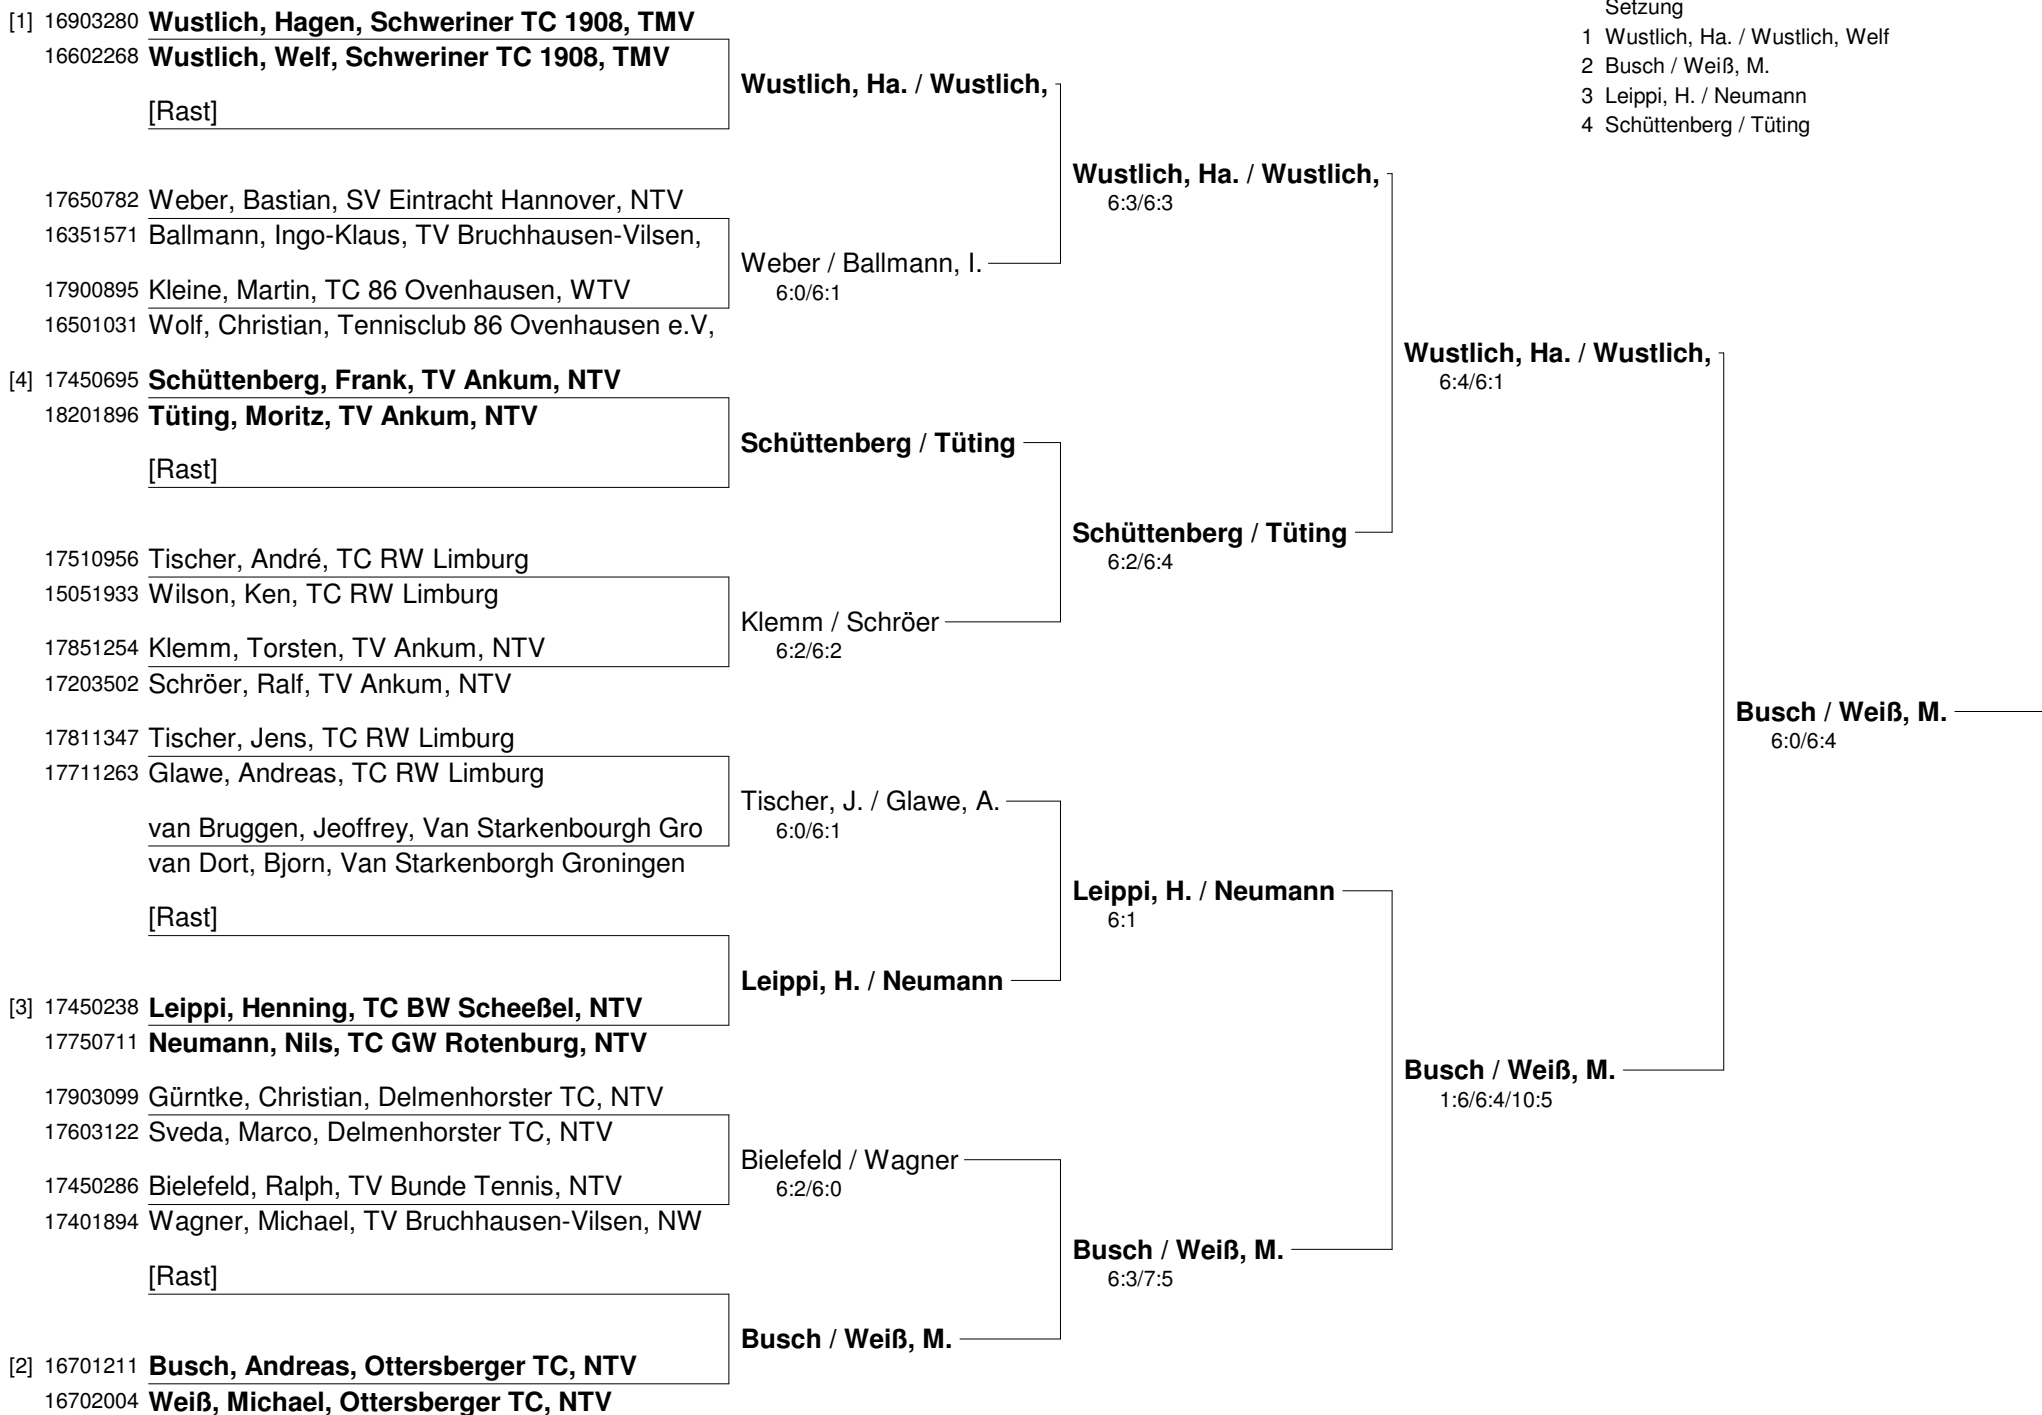 Setzung
1 Wustlich, Ha. / Wustlich, Welf
2 Busch / Weiß, M.
3 Leippi, H. / Neumann
4 Schüttenberg / Tüting
[1] 16903280 Wustlich, Hagen, Schweriner TC 1908, TMV
16602268 Wustlich, Welf, Schweriner TC 1908, TMV
[Rast]
17650782 Weber, Bastian, SV Eintracht Hannover, NTV
16351571 Ballmann, Ingo-Klaus, TV Bruchhausen-Vilsen,
17900895 Kleine, Martin, TC 86 Ovenhausen, WTV
16501031 Wolf, Christian, Tennisclub 86 Ovenhausen e.V,
[4] 17450695 Schüttenberg, Frank, TV Ankum, NTV
18201896 Tüting, Moritz, TV Ankum, NTV
[Rast]
17510956 Tischer, André, TC RW Limburg
15051933 Wilson, Ken, TC RW Limburg
17851254 Klemm, Torsten, TV Ankum, NTV
17203502 Schröer, Ralf, TV Ankum, NTV
17811347 Tischer, Jens, TC RW Limburg
17711263 Glawe, Andreas, TC RW Limburg
van Bruggen, Jeoffrey, Van Starkenbourgh Gro
van Dort, Bjorn, Van Starkenborgh Groningen
[Rast]
[3] 17450238 Leippi, Henning, TC BW Scheeßel, NTV
17750711 Neumann, Nils, TC GW Rotenburg, NTV
17903099 Gürntke, Christian, Delmenhorster TC, NTV
17603122 Sveda, Marco, Delmenhorster TC, NTV
17450286 Bielefeld, Ralph, TV Bunde Tennis, NTV
17401894 Wagner, Michael, TV Bruchhausen-Vilsen, NW
[Rast]
[2] 16701211 Busch, Andreas, Ottersberger TC, NTV
16702004 Weiß, Michael, Ottersberger TC, NTV
Wustlich, Ha. / Wustlich,
Weber / Ballmann, I.
6:0/6:1
Schüttenberg / Tüting
Klemm / Schröer
6:2/6:2
Tischer, J. / Glawe, A.
6:0/6:1
Leippi, H. / Neumann
Bielefeld / Wagner
6:2/6:0
Busch / Weiß, M.
Wustlich, Ha. / Wustlich,
6:3/6:3
Schüttenberg / Tüting
6:2/6:4
Leippi, H. / Neumann
6:1
Busch / Weiß, M.
6:3/7:5
Wustlich, Ha. / Wustlich,
6:4/6:1
Busch / Weiß, M.
1:6/6:4/10:5
Busch / Weiß, M.
6:0/6:4